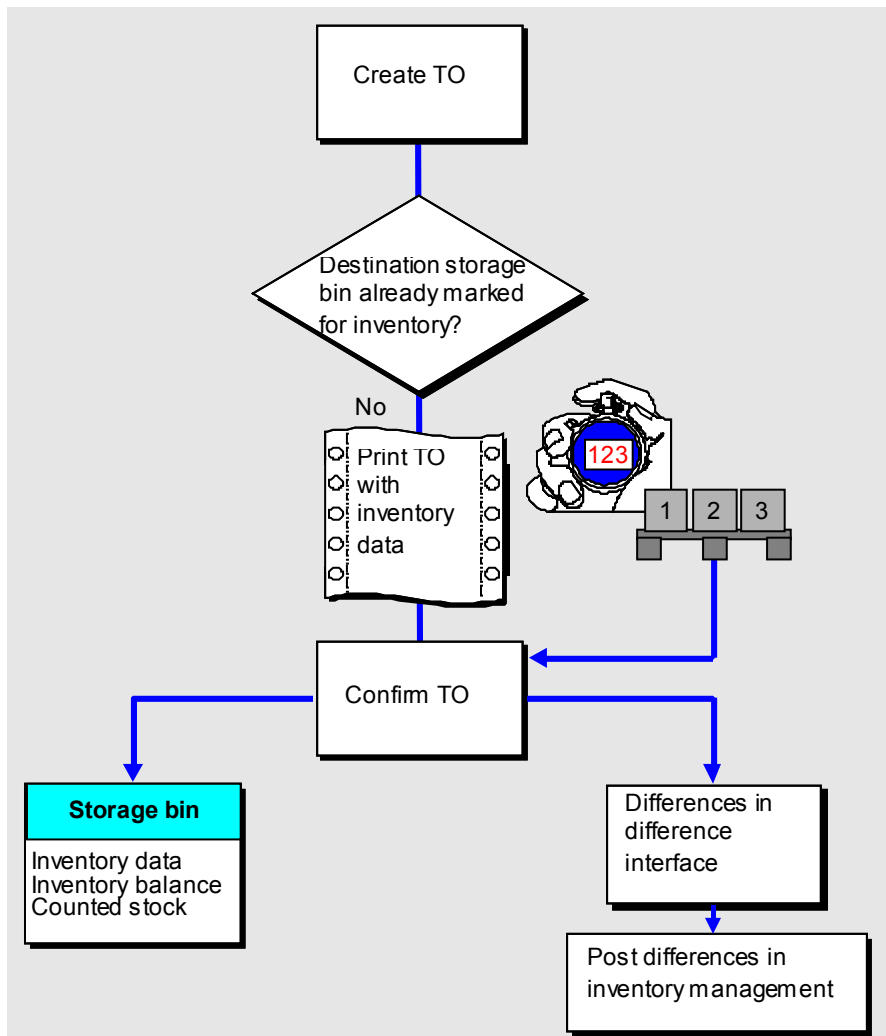 Create TO
Destination storage
bin already marked
for inventory?
No
Print TO
with
inventory
data
123
1 2 3
Confirm TO
Storage bin
Inventory data
Inventory balance
Counted stock
Differences in
difference
interface
Post differences in
inventory management